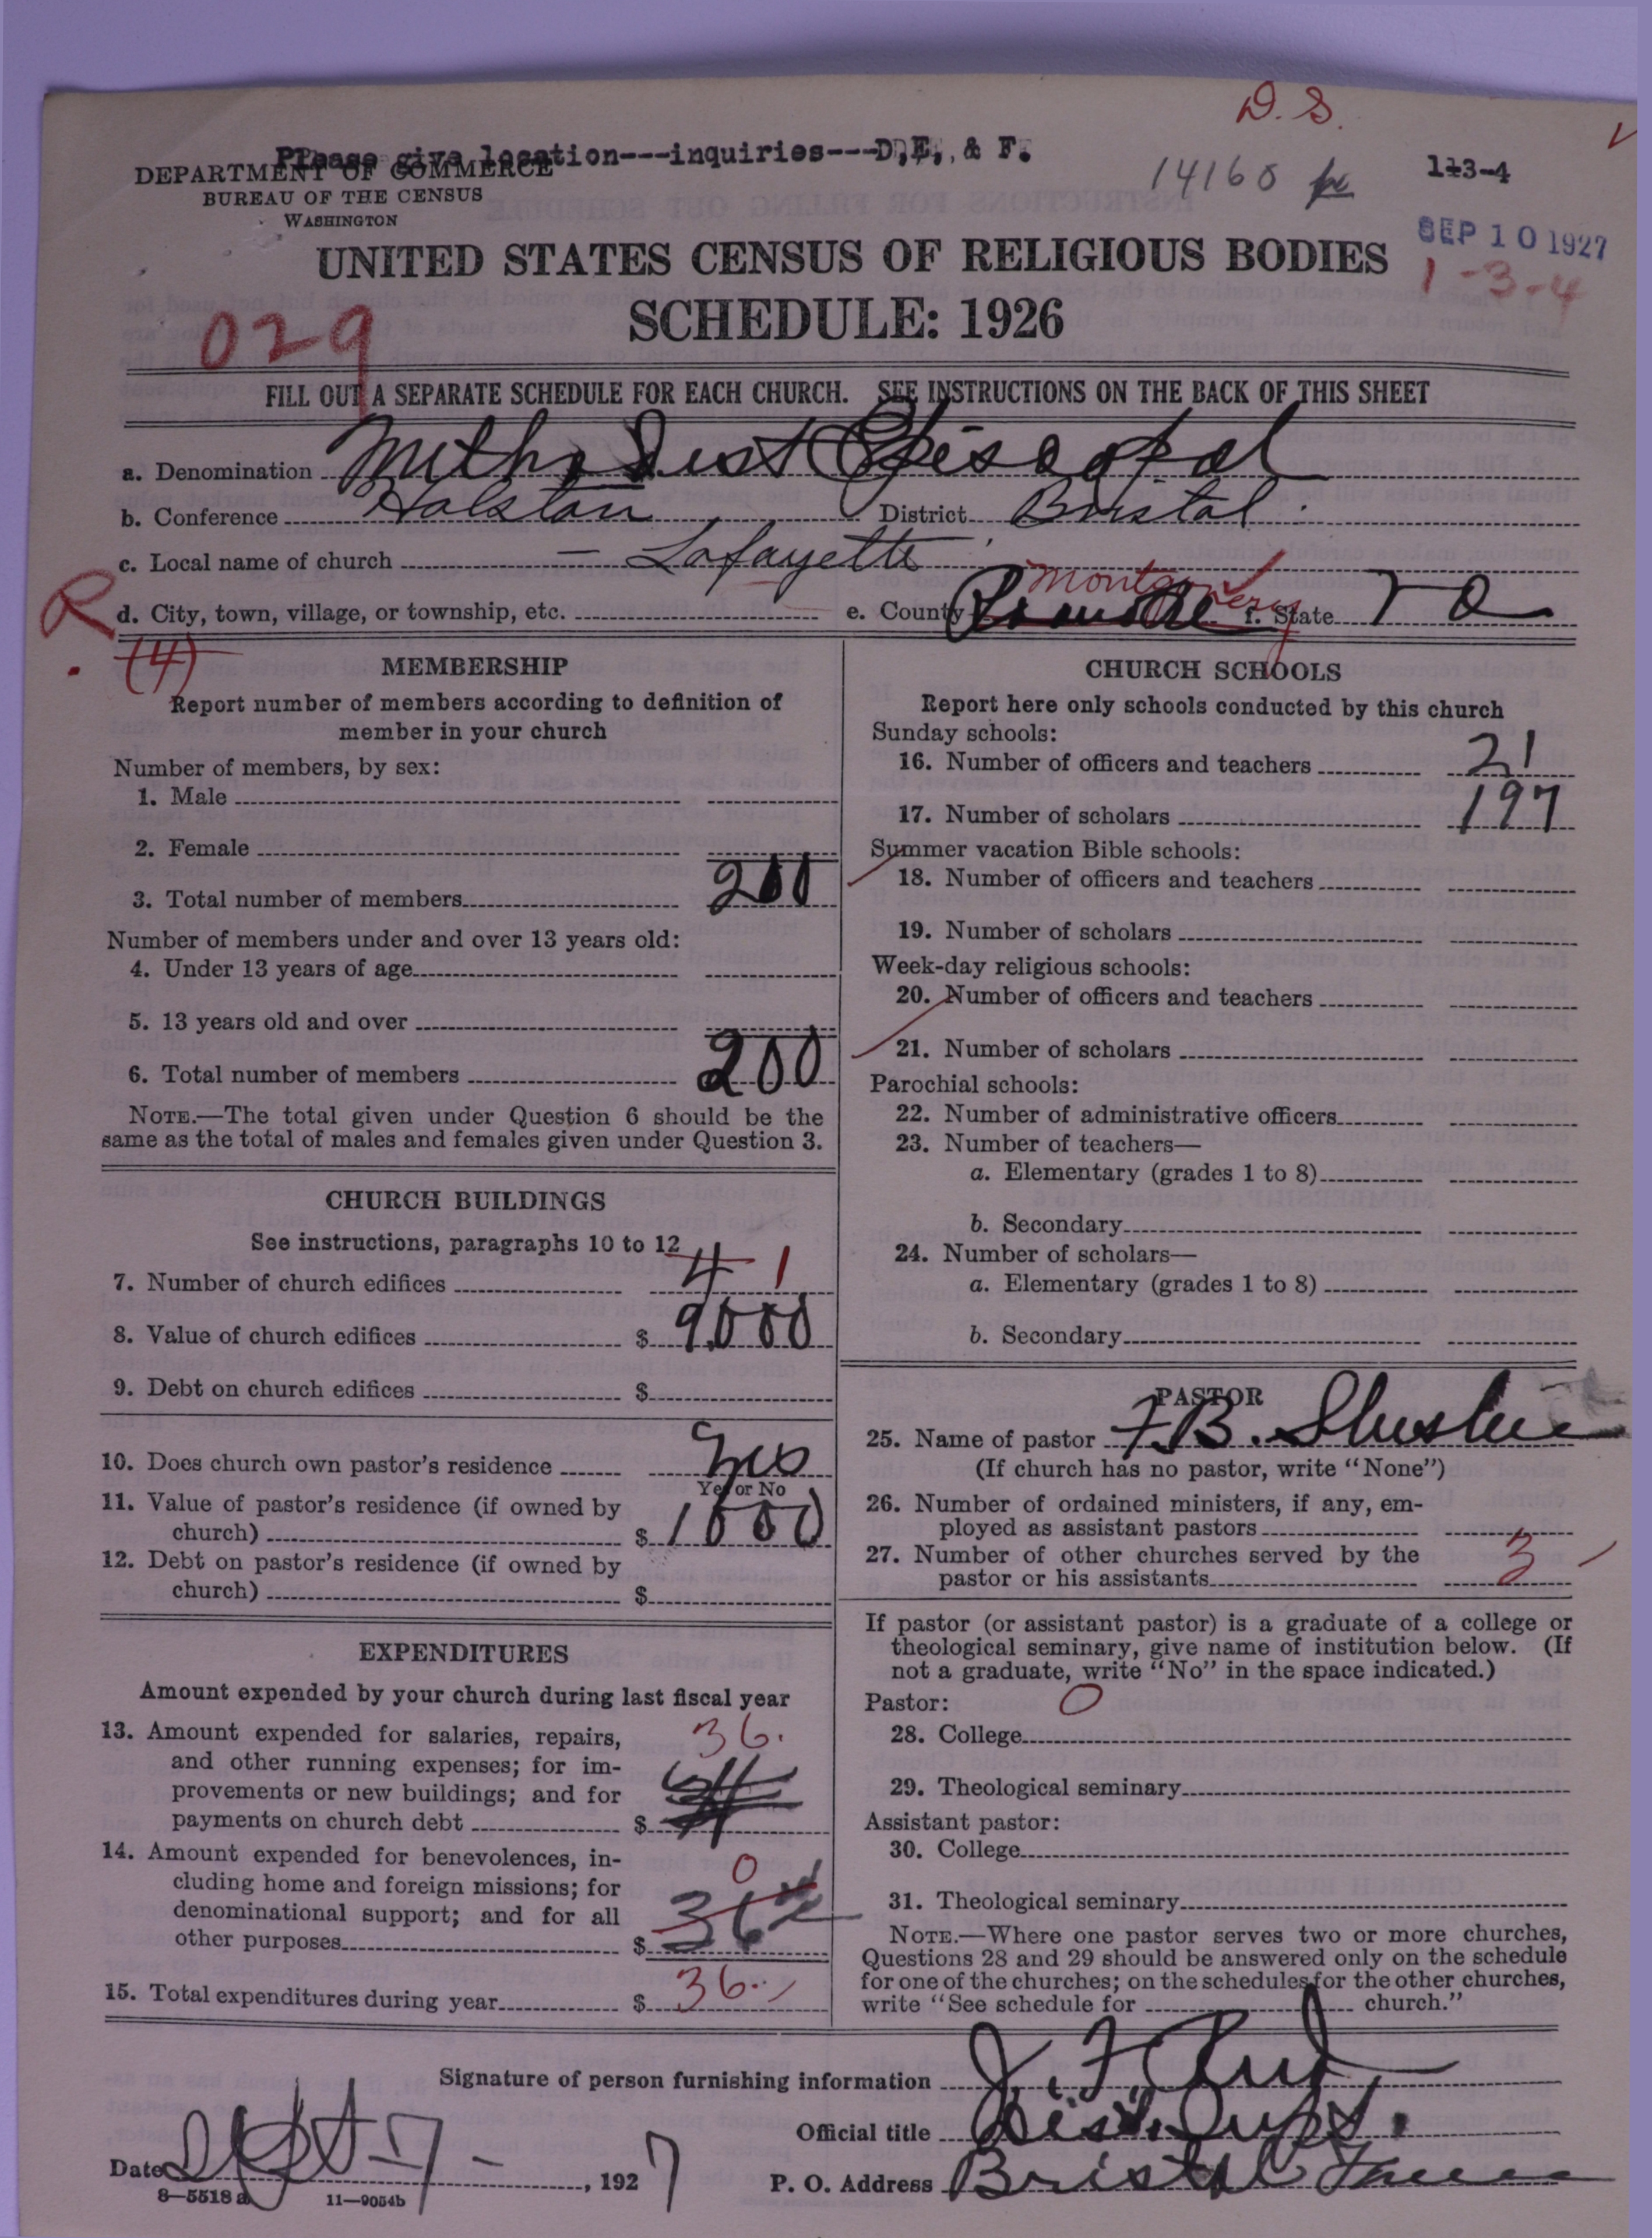 D. S.
Please give location---inquiries---D,E, & F.
DEPARTMENT OF COMMERCE
BUREAU OF THE CENSUS
WASHINGTON
14168
113-4
SEP 10 1927
1-3-4
UNITED STATES CENSUS OF RELIGIOUS BODIES
SCHEDULE: 1926
029
FILL OUT A SEPARATE SCHEDULE FOR EACH CHURCH. SEE INSTRUCTIONS ON THE BACK OF THIS SHEET
a. Denomination Methodist Episcopal
b. Conference Holston District Bristol
c. Local name of church — Lafayette
R
d. City, town, village, or township, etc. e. County Roanoke Montgomery f. State Va
(4)
MEMBERSHIP
Report number of members according to definition of
member in your church
Number of members, by sex:
1. Male
2. Female
3. Total number of members 200
Number of members under and over 13 years old:
4. Under 13 years of age
5. 13 years old and over
6. Total number of members 200
NOTE.—The total given under Question 6 should be the
same as the total of males and females given under Question 3.
CHURCH BUILDINGS
See instructions, paragraphs 10 to 12
7. Number of church edifices 4 1
8. Value of church edifices $ 9000
9. Debt on church edifices $
10. Does church own pastor's residence Yes
Yes or No
11. Value of pastor's residence (if owned by
church) $ 1000
12. Debt on pastor's residence (if owned by
church) $
EXPENDITURES
Amount expended by your church during last fiscal year
13. Amount expended for salaries, repairs,
and other running expenses; for im-
provements or new buildings; and for
payments on church debt $
36.
14. Amount expended for benevolences, in-
cluding home and foreign missions; for
denominational support; and for all
other purposes $
0
36
15. Total expenditures during year $ 36.
CHURCH SCHOOLS
Report here only schools conducted by this church
Sunday schools:
16. Number of officers and teachers 21
17. Number of scholars 197
Summer vacation Bible schools:
18. Number of officers and teachers
19. Number of scholars
Week-day religious schools:
20. Number of officers and teachers
21. Number of scholars
Parochial schools:
22. Number of administrative officers
23. Number of teachers—
a. Elementary (grades 1 to 8)
b. Secondary
24. Number of scholars—
a. Elementary (grades 1 to 8)
b. Secondary
PASTOR
25. Name of pastor F. B.
(If church has no pastor, write "None")
26. Number of ordained ministers, if any, em-
ployed as assistant pastors
27. Number of other churches served by the
pastor or his assistants 3
If pastor (or assistant pastor) is a graduate of a college or
theological seminary, give name of institution below. (If
not a graduate, write "No" in the space indicated.)
Pastor: 0
28. College
29. Theological seminary
Assistant pastor:
30. College
31. Theological seminary
NOTE.—Where one pastor serves two or more churches,
Questions 28 and 29 should be answered only on the schedule
for one of the churches; on the schedules for the other churches,
write "See schedule for church."
Signature of person furnishing information J. F.
Official title Dist. Supt.
Date Sept - 7 - , 1927 P. O. Address Bristol Tenn
8—5518 a 11—9054b